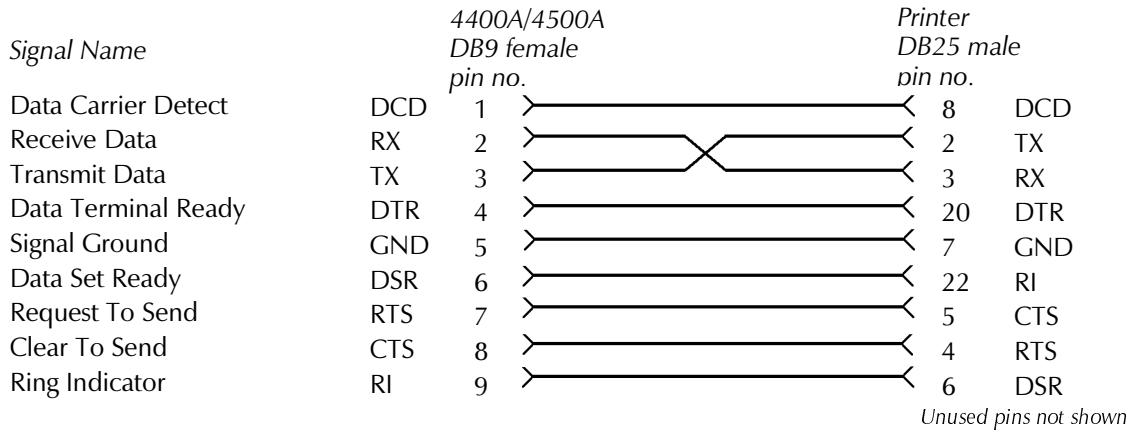 4400A/4500A Printer
Signal Name DB9 female DB25 male
pin no. pin no.
Data Carrier Detect DCD 1 8 DCD
Receive Data RX 2 2 TX
Transmit Data TX 3 3 RX
Data Terminal Ready DTR 4 20 DTR
Signal Ground GND 5 7 GND
Data Set Ready DSR 6 22 RI
Request To Send RTS 7 5 CTS
Clear To Send CTS 8 4 RTS
Ring Indicator RI 9 6 DSR
Unused pins not shown